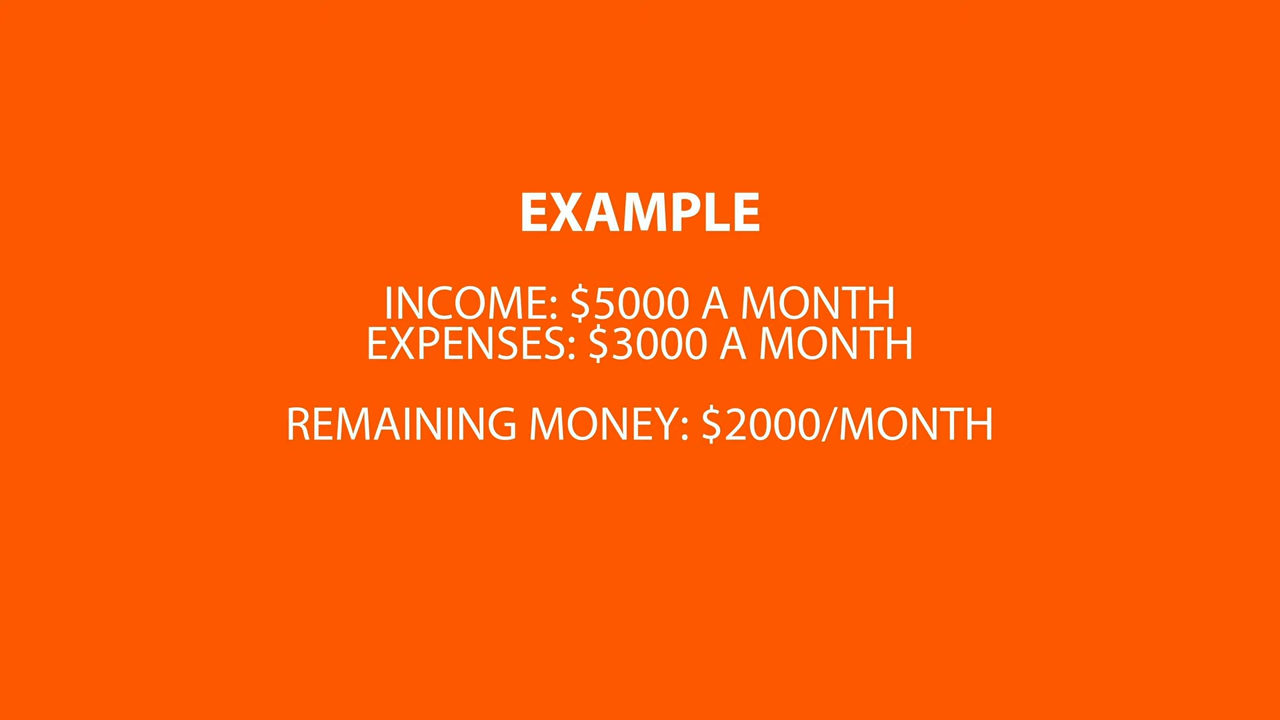 EXAMPLE
INCOME: $5000 A MONTH
EXPENSES: $3000 A MONTH
REMAINING MONEY: $2000/MONTH